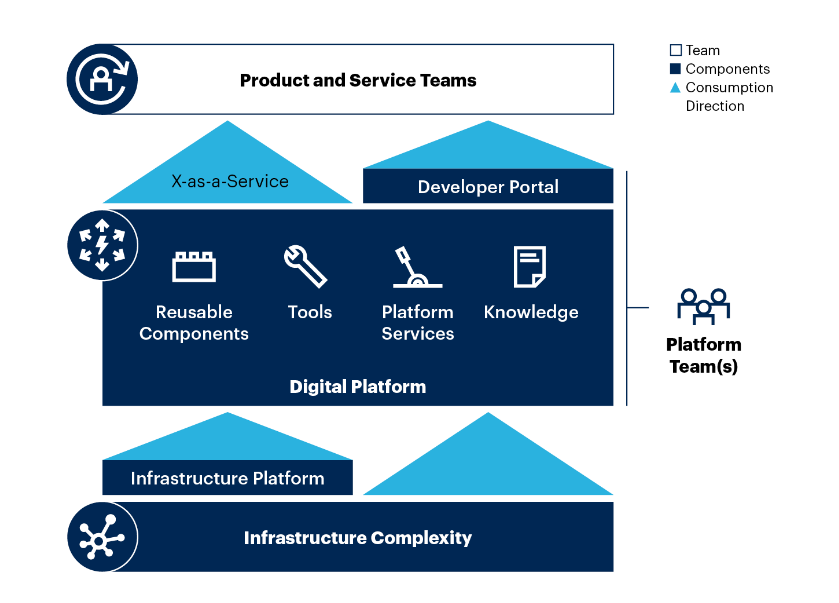 Product and Service Teams
Team
Components
Consumption
Direction
X-as-a-Service
Developer Portal
Reusable
Components
Tools
Platform
Services
Knowledge
Digital Platform
Platform
Team(s)
Infrastructure Platform
Infrastructure Complexity